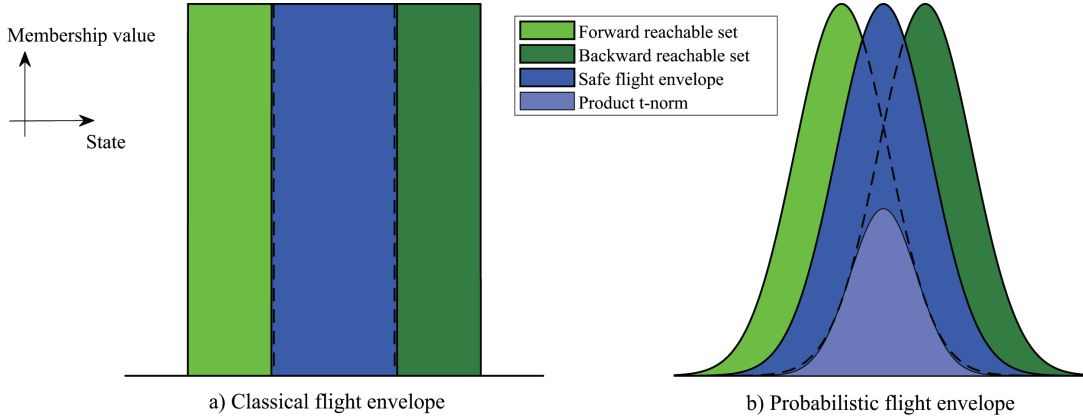 Membership value
State
Forward reachable set
Backward reachable set
Safe flight envelope
Product t-norm
a) Classical flight envelope
b) Probabilistic flight envelope